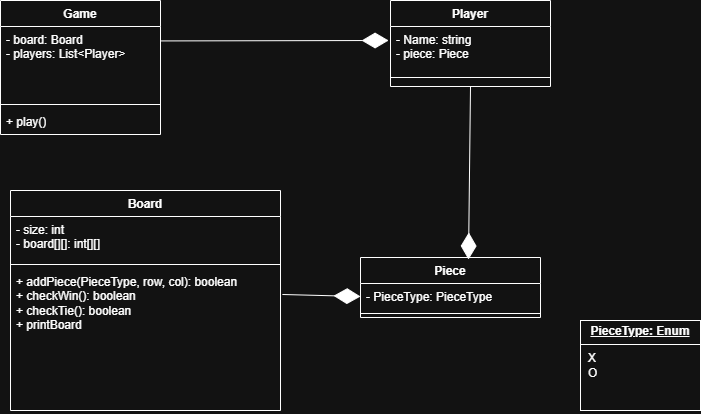 Game
- board: Board
- players: List<Player>
+ play()
Player
- Name: string
- piece: Piece
Board
- size: int
- board[][]: int[][]
+ addPiece(PieceType, row, col): boolean
+ checkWin(): boolean
+ checkTie(): boolean
+ printBoard
Piece
- PieceType: PieceType
PieceType: Enum
X
O